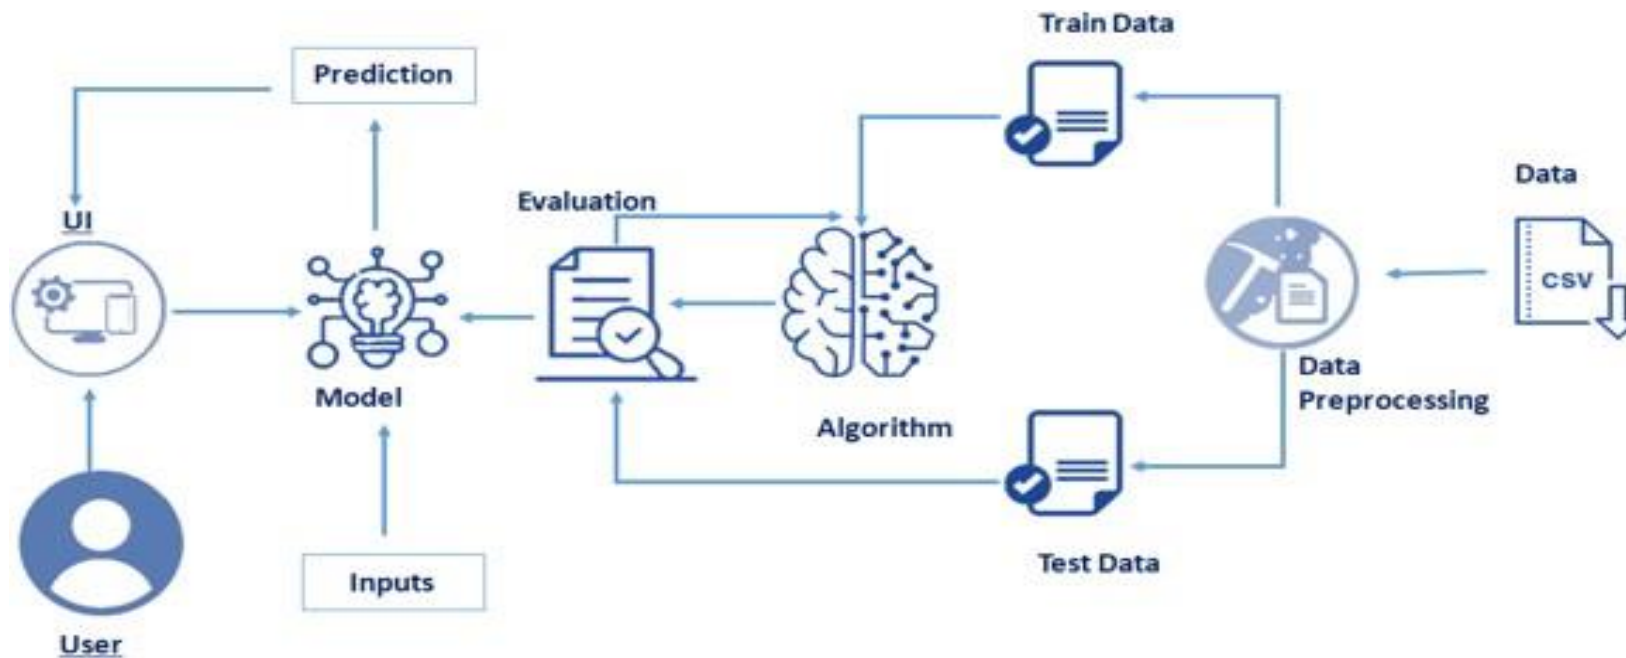 Train Data
Prediction
Data
Evaluation
UI
CSV
Model
Data
Preprocessing
Algorithm
Inputs
Test Data
User